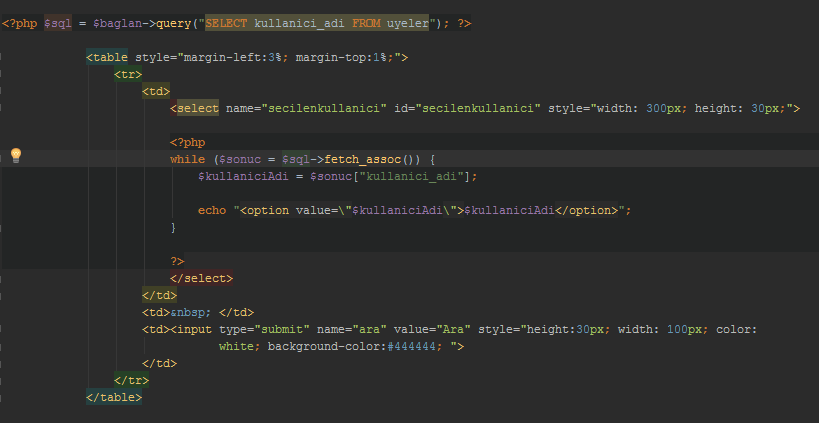 <?php $sql = $baglan->query("SELECT kullanici_adi FROM uyeler"); ?>
<table style="margin-left:3%; margin-top:1%;">
<tr>
<td>
<select name="secilenkullanici" id="secilenkullanici" style="width: 300px; height: 30px;">
<?php
while ($sonuc = $sql->fetch_assoc()) {
$kullaniciAdi = $sonuc["kullanici_adi"];
echo "<option value=\"$kullaniciAdi\">$kullaniciAdi</option>";
}
?>
</select>
</td>
<td>&nbsp; </td>
<td><input type="submit" name="ara" value="Ara" style="height:30px; width: 100px; color:
white; background-color:#444444; ">
</td>
</tr>
</table>